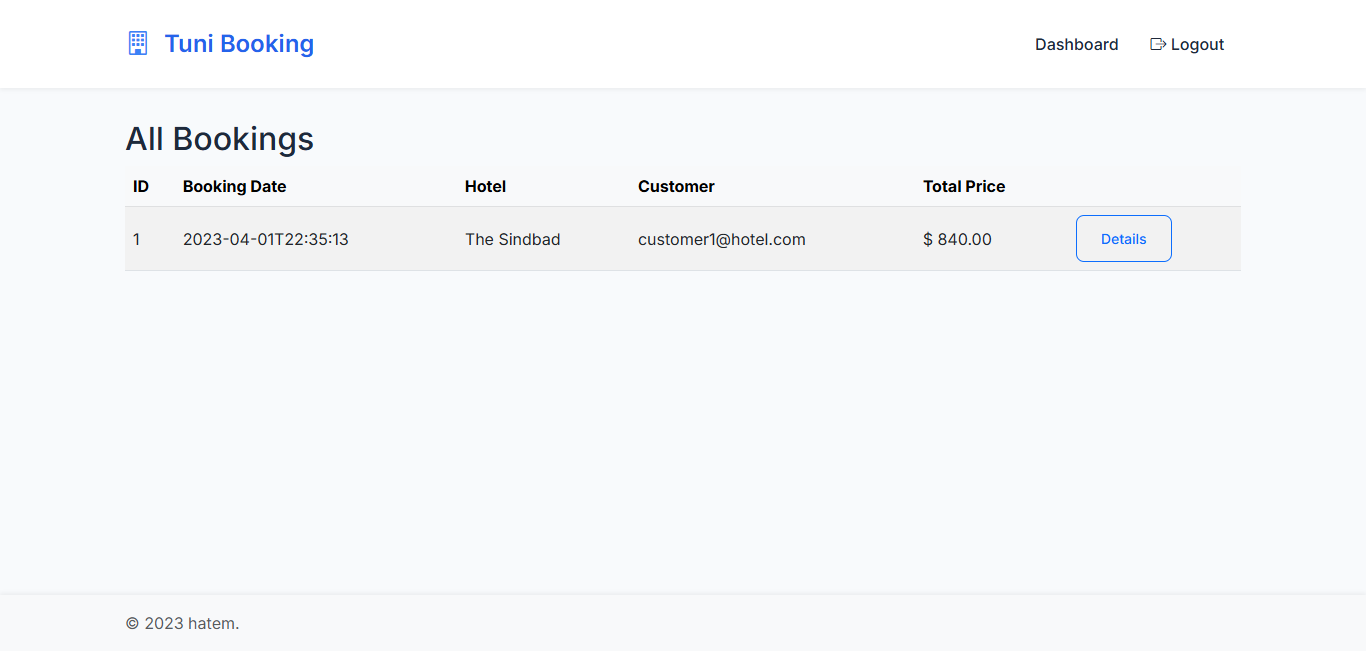 Tuni Booking
Dashboard
Logout
All Bookings
ID Booking Date Hotel Customer Total Price
1 2023-04-01T22:35:13 The Sindbad customer1@hotel.com $ 840.00 Details
© 2023 hatem.